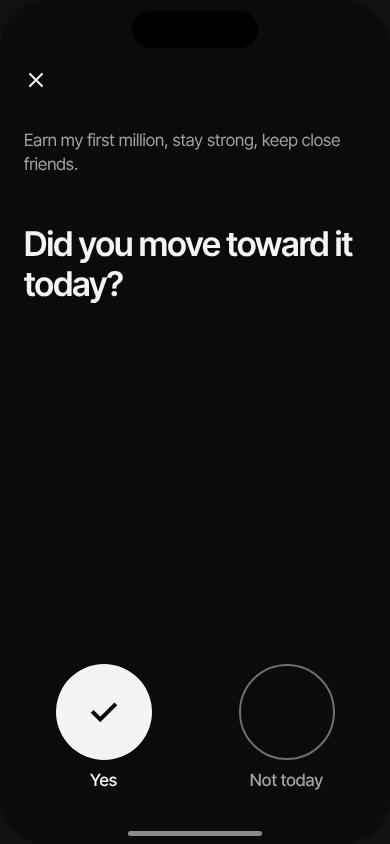 Earn my first million, stay strong, keep close
friends.
Did you move toward it
today?
Yes
Not today